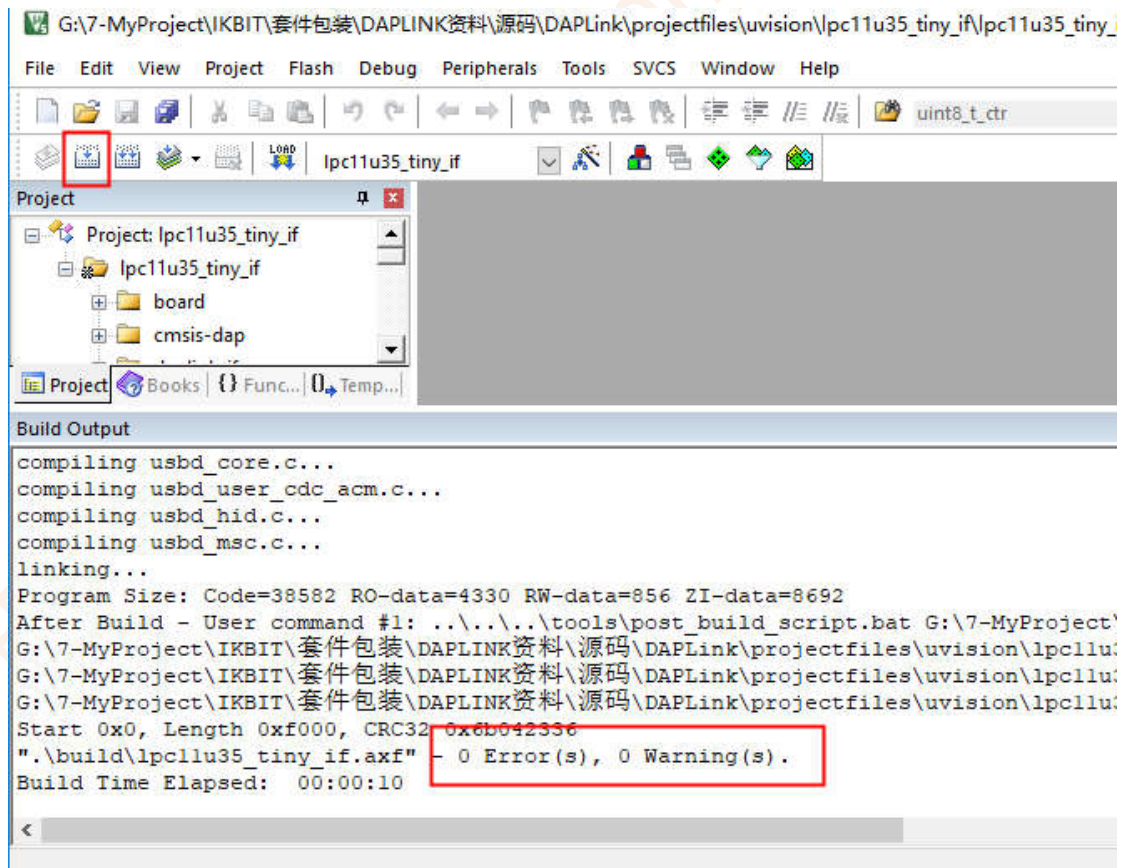 G:\7-MyProject\IKBIT\套件包装\DAPLINK资料\源码\DAPLink\projectfiles\uvision\lpc11u35_tiny_if\lpc11u35_tiny_
File Edit View Project Flash Debug Peripherals Tools SVCS Window Help
uint8_t_ctr
LOAD lpc11u35_tiny_if
Project
Project: lpc11u35_tiny_if
lpc11u35_tiny_if
board
cmsis-dap
Project Books {} Func... Temp...
Build Output
compiling usbd_core.c...
compiling usbd_user_cdc_acm.c...
compiling usbd_hid.c...
compiling usbd_msc.c...
linking...
Program Size: Code=38582 RO-data=4330 RW-data=856 ZI-data=8692
After Build - User command #1: ..\..\..\tools\post_build_script.bat G:\7-MyProject\
G:\7-MyProject\IKBIT\套件包装\DAPLINK资料\源码\DAPLink\projectfiles\uvision\lpc11u3
G:\7-MyProject\IKBIT\套件包装\DAPLINK资料\源码\DAPLink\projectfiles\uvision\lpc11u3
G:\7-MyProject\IKBIT\套件包装\DAPLINK资料\源码\DAPLink\projectfiles\uvision\lpc11u3
Start 0x0, Length 0xf000, CRC32 0x6b042336
".\build\lpc11u35_tiny_if.axf" - 0 Error(s), 0 Warning(s).
Build Time Elapsed: 00:00:10